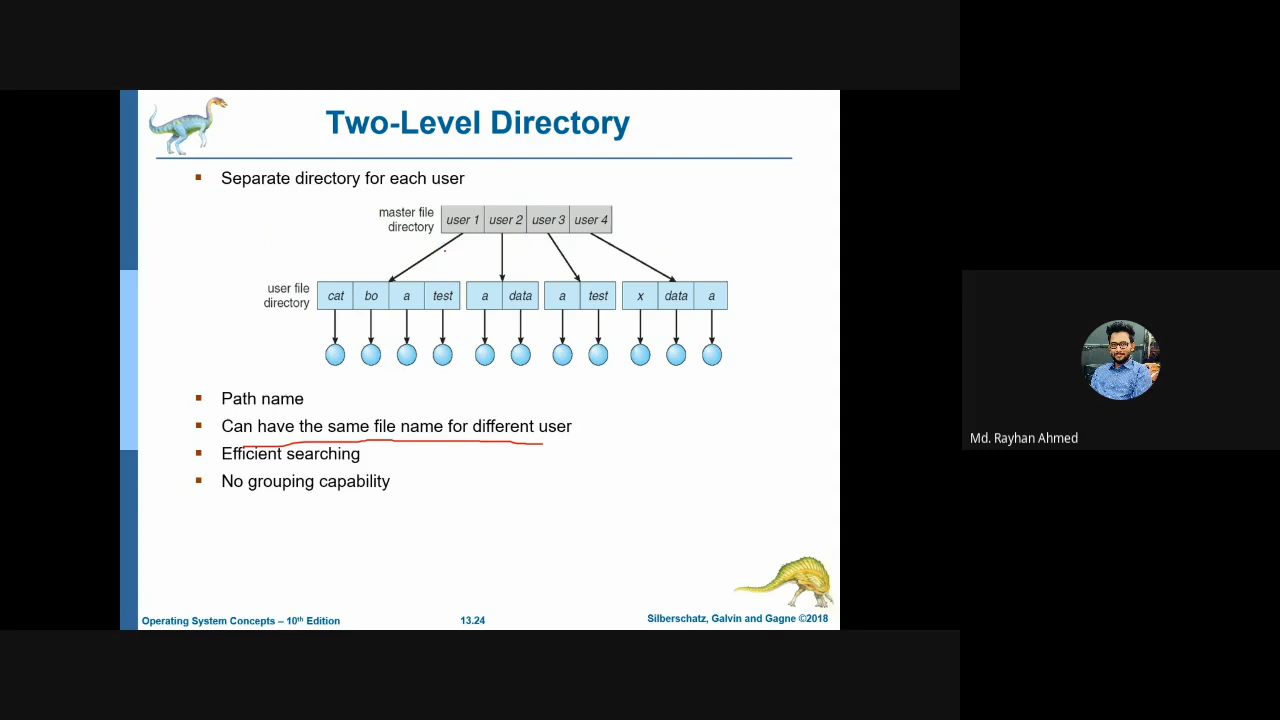 Two-Level Directory
▪ Separate directory for each user
master file
directory
user 1 user 2 user 3 user 4
user file
directory
cat bo a test a data a test x data a
▪ Path name
▪ Can have the same file name for different user
▪ Efficient searching
▪ No grouping capability
Operating System Concepts – 10th Edition 13.24 Silberschatz, Galvin and Gagne ©2018
Md. Rayhan Ahmed